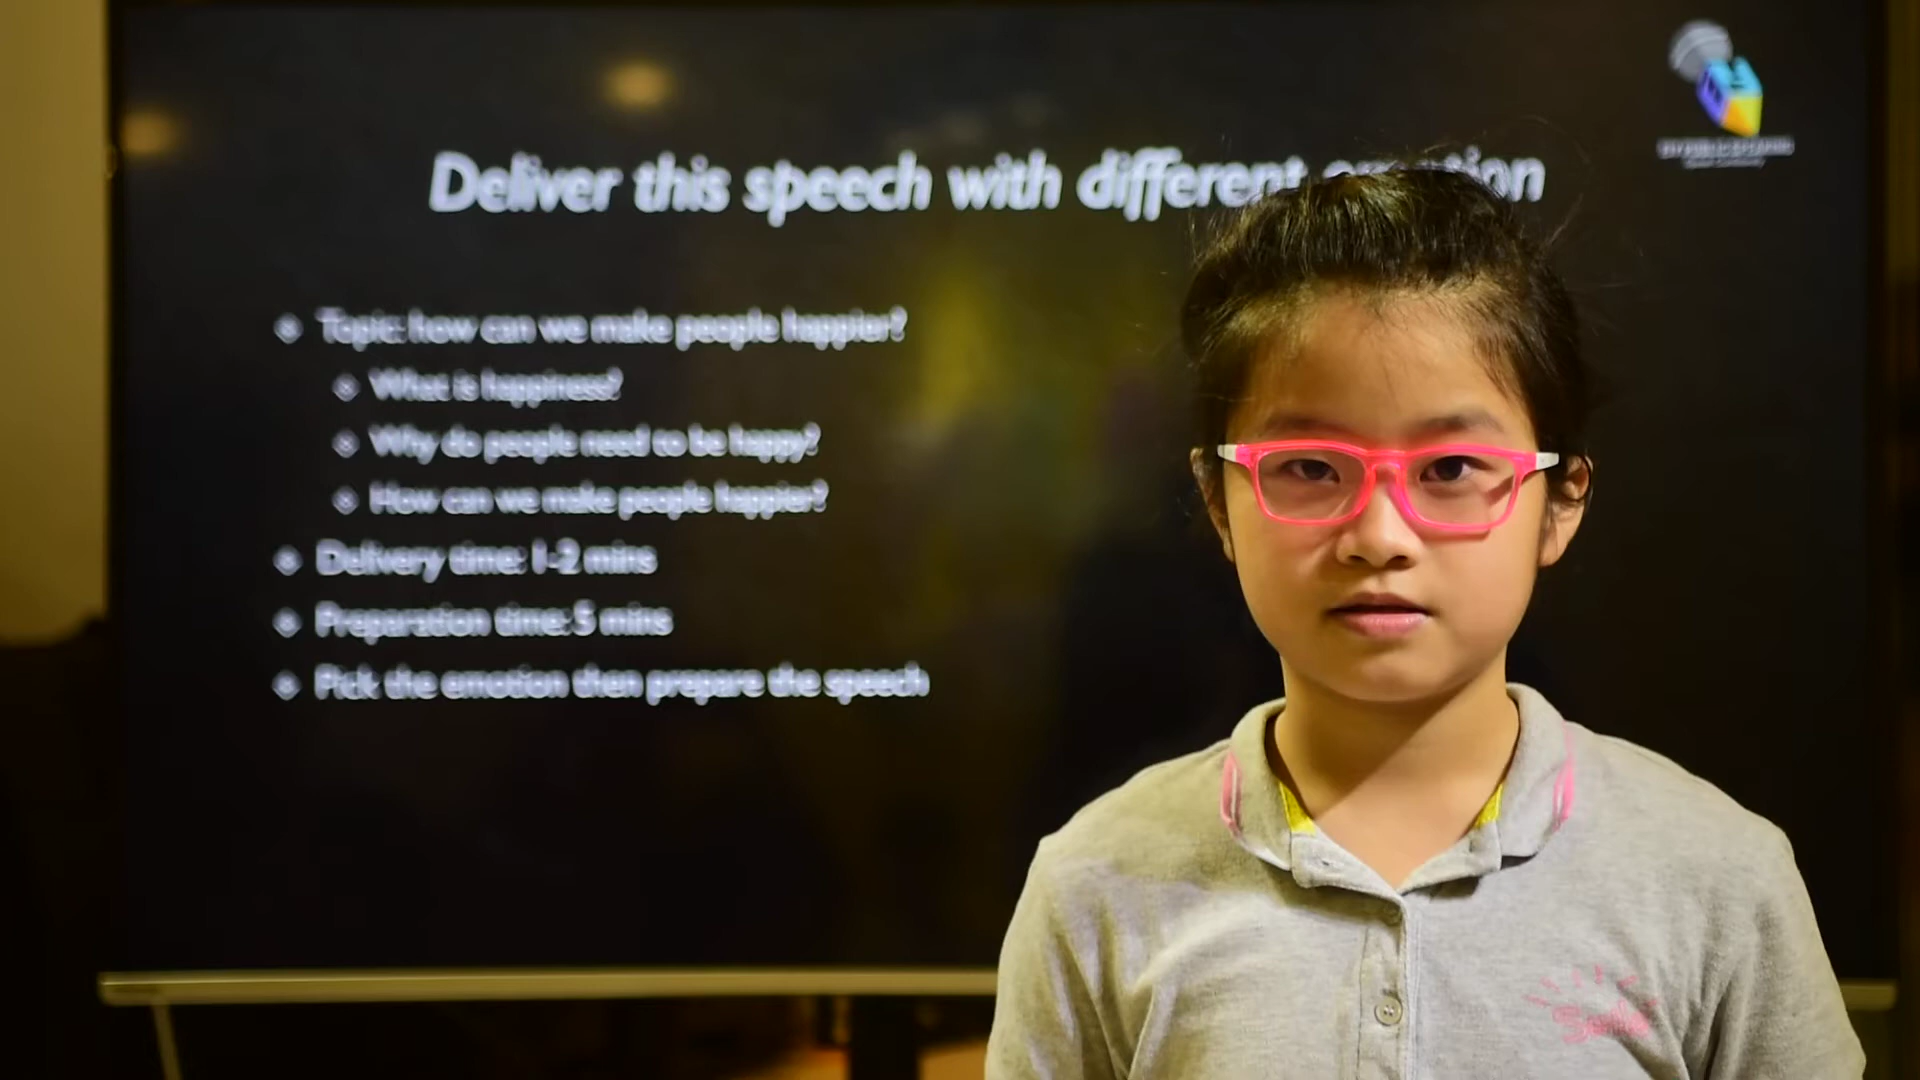 Deliver this speech with different emotion
Topic: how can we make people happier?
What is happiness?
Why do people need to be happy?
How can we make people happier?
Delivery time: 1-2 mins
Preparation time: 5 mins
Pick the emotion then prepare the speech